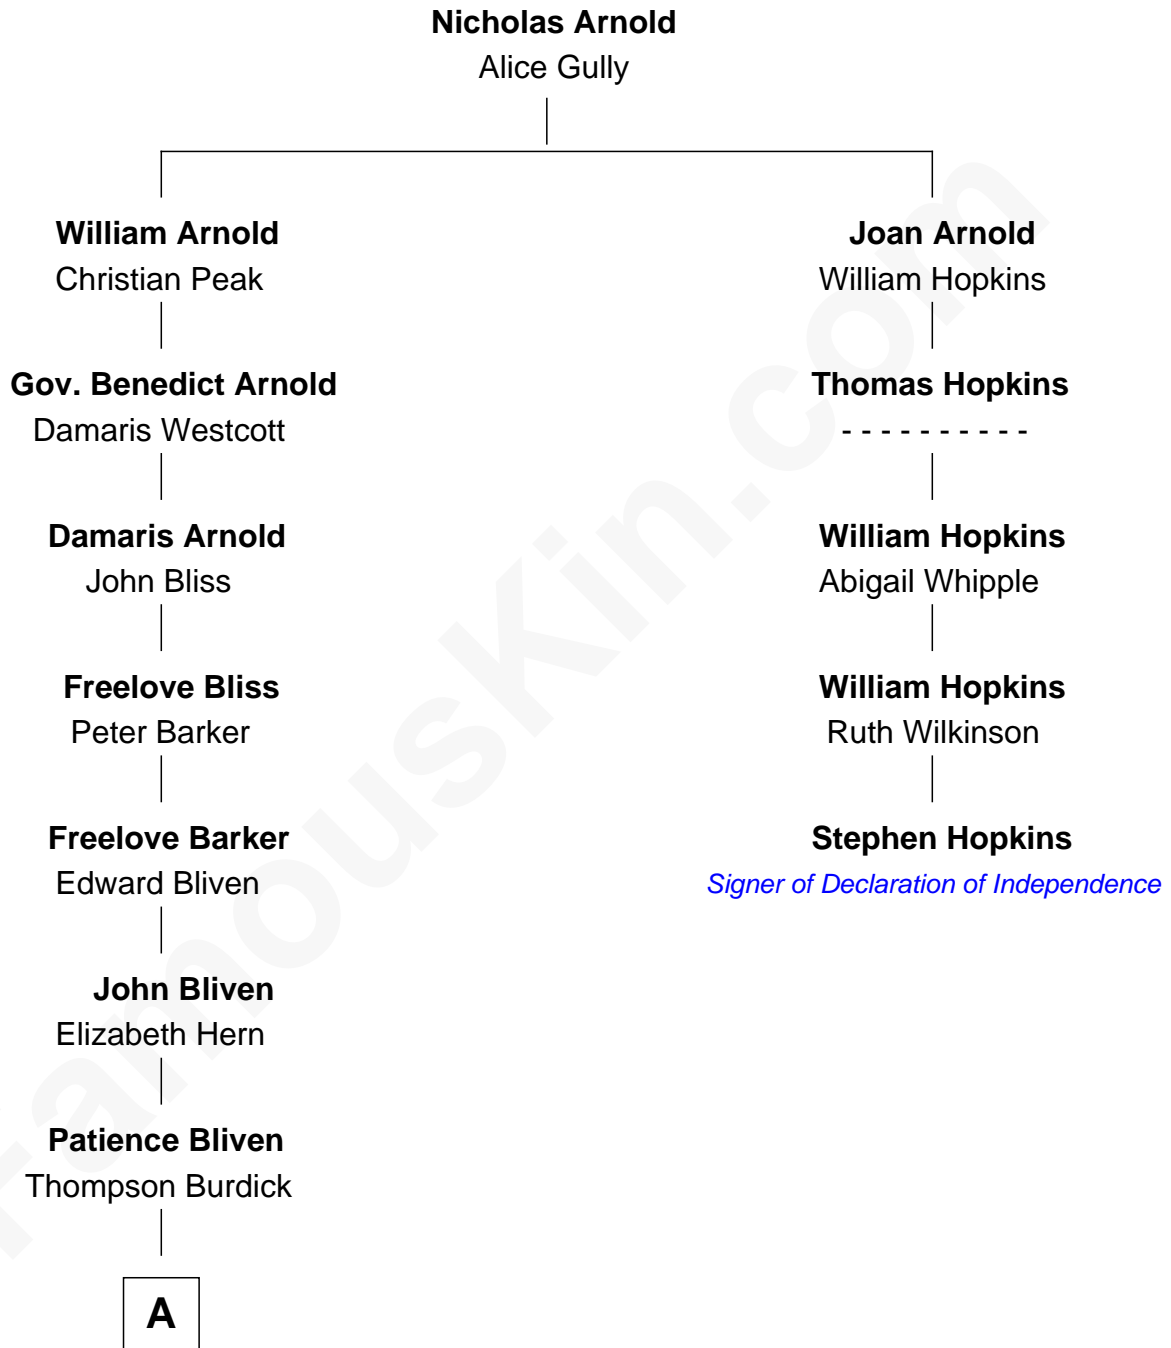 Nicholas Arnold
Alice Gully
William Arnold
Christian Peak
Joan Arnold
William Hopkins
Gov. Benedict Arnold
Damaris Westcott
Thomas Hopkins
- - - - - - - - - -
Damaris Arnold
John Bliss
William Hopkins
Abigail Whipple
Freelove Bliss
Peter Barker
William Hopkins
Ruth Wilkinson
Freelove Barker
Edward Bliven
Stephen Hopkins
Signer of Declaration of Independence
John Bliven
Elizabeth Hern
Patience Bliven
Thompson Burdick
A
FamousKin.com